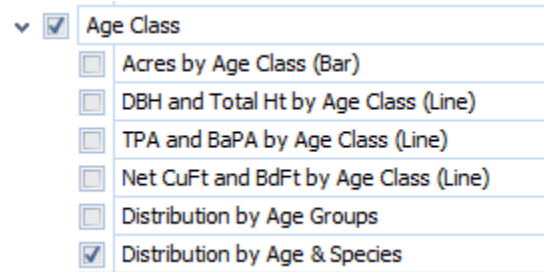 Age Class
Acres by Age Class (Bar)
DBH and Total Ht by Age Class (Line)
TPA and BaPA by Age Class (Line)
Net CuFt and BdFt by Age Class (Line)
Distribution by Age Groups
Distribution by Age & Species